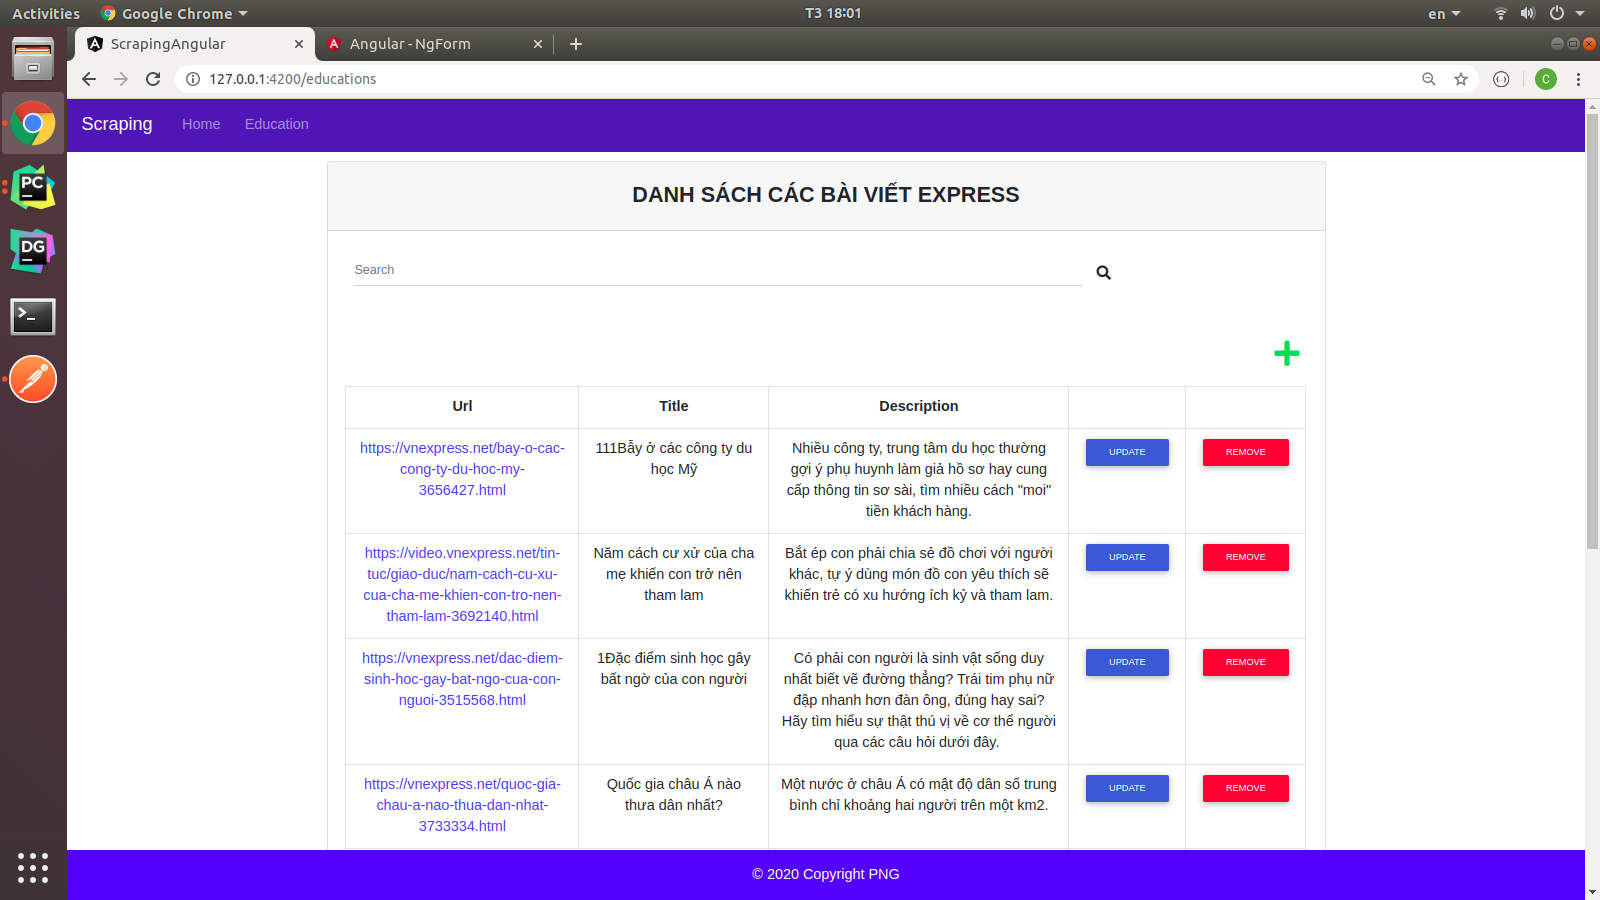 Activities Google Chrome T3 18:01 en
ScrapingAngular Angular - NgForm
127.0.0.1:4200/educations C
Scraping Home Education
DANH SÁCH CÁC BÀI VIẾT EXPRESS
Search
Url Title Description
https://vnexpress.net/bay-o-cac- 111Bẫy ở các công ty du Nhiều công ty, trung tâm du học thường UPDATE REMOVE
cong-ty-du-hoc-my- học Mỹ gợi ý phụ huynh làm giả hồ sơ hay cung
3656427.html cấp thông tin sơ sài, tìm nhiều cách "moi"
tiền khách hàng.
https://video.vnexpress.net/tin- Năm cách cư xử của cha Bắt ép con phải chia sẻ đồ chơi với người UPDATE REMOVE
tuc/giao-duc/nam-cach-cu-xu- mẹ khiến con trở nên khác, tự ý dùng món đồ con yêu thích sẽ
cua-cha-me-khien-con-tro-nen- tham lam khiến trẻ có xu hướng ích kỷ và tham lam.
tham-lam-3692140.html
https://vnexpress.net/dac-diem- 1Đặc điểm sinh học gây Có phải con người là sinh vật sống duy UPDATE REMOVE
sinh-hoc-gay-bat-ngo-cua-con- bất ngờ của con người nhất biết vẽ đường thẳng? Trái tim phụ nữ
nguoi-3515568.html đập nhanh hơn đàn ông, đúng hay sai?
Hãy tìm hiểu sự thật thú vị về cơ thể người
qua các câu hỏi dưới đây.
https://vnexpress.net/quoc-gia- Quốc gia châu Á nào Một nước ở châu Á có mật độ dân số trung UPDATE REMOVE
chau-a-nao-thua-dan-nhat- thưa dân nhất? bình chỉ khoảng hai người trên một km2.
3733334.html
© 2020 Copyright PNG
PC
DG